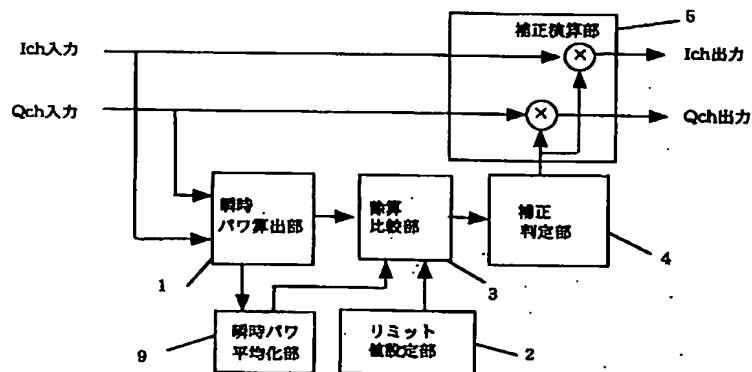 5
補正演算部
Ich入力
×
Ich出力
Qch入力
×
Qch出力
瞬時
パワ算出部
除算
比較部
補正
判定部
1
3
4
瞬時パワ
平均化部
リミット
値設定部
9
2